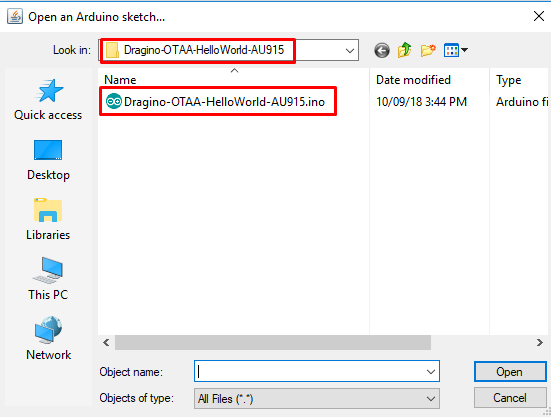 Open an Arduino sketch...
Look in: Dragino-OTAA-HelloWorld-AU915
Name Date modified Type
Dragino-OTAA-HelloWorld-AU915.ino 10/09/18 3:44 PM Arduino fi
Quick access
Desktop
Libraries
This PC
Network
Object name: Open
Objects of type: All Files (*.*) Cancel